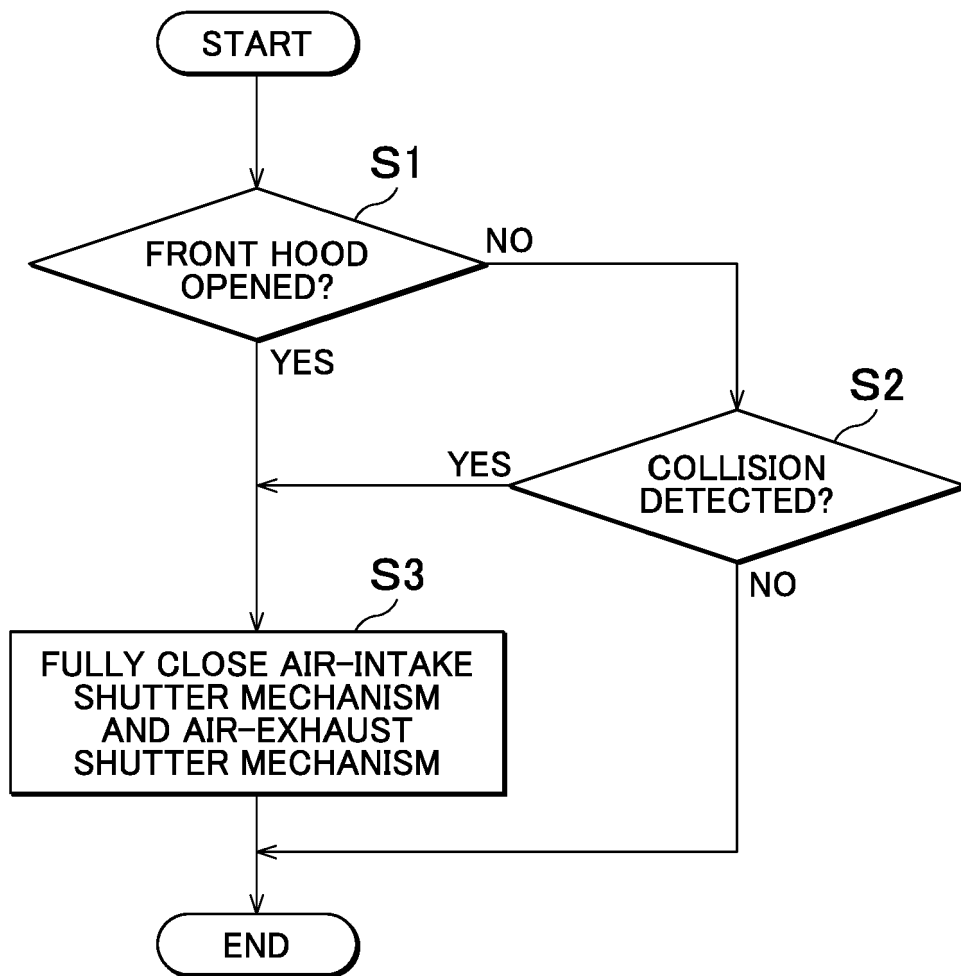 START
S1
FRONT HOOD
OPENED?
NO
YES
S2
COLLISION
DETECTED?
YES
NO
S3
FULLY CLOSE AIR-INTAKE
SHUTTER MECHANISM
AND AIR-EXHAUST
SHUTTER MECHANISM
END